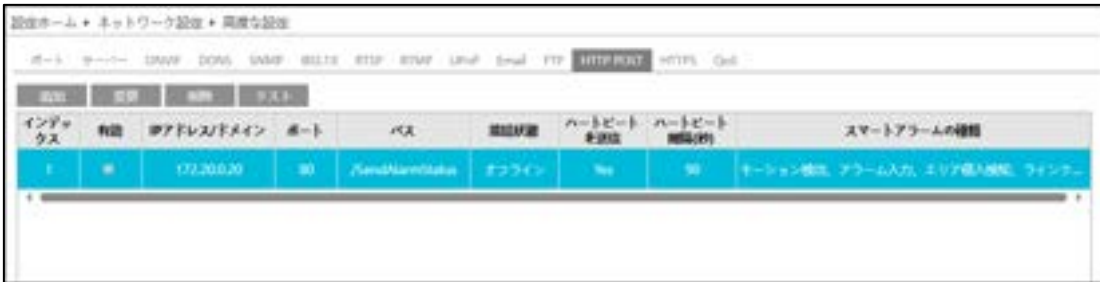 設定ホーム ▸ ネットワーク設定 ▸ 高度な設定
ポート サーバー ONVIF DDNS SNMP 802.1X RTSP RTMP UPnP Email FTP HTTP POST HTTPS QoS
追加 変更 削除 テスト
インデックス 有効 IPアドレス/ドメイン ポート パス 接続状態 ハートビートを送信 ハートビート間隔(秒) スマートアラームの種類
1 172.20.0.20 80 /SendAlarmStatus オフライン Yes 90 モーション検出, アラーム入力, エリア侵入検知, ラインク...